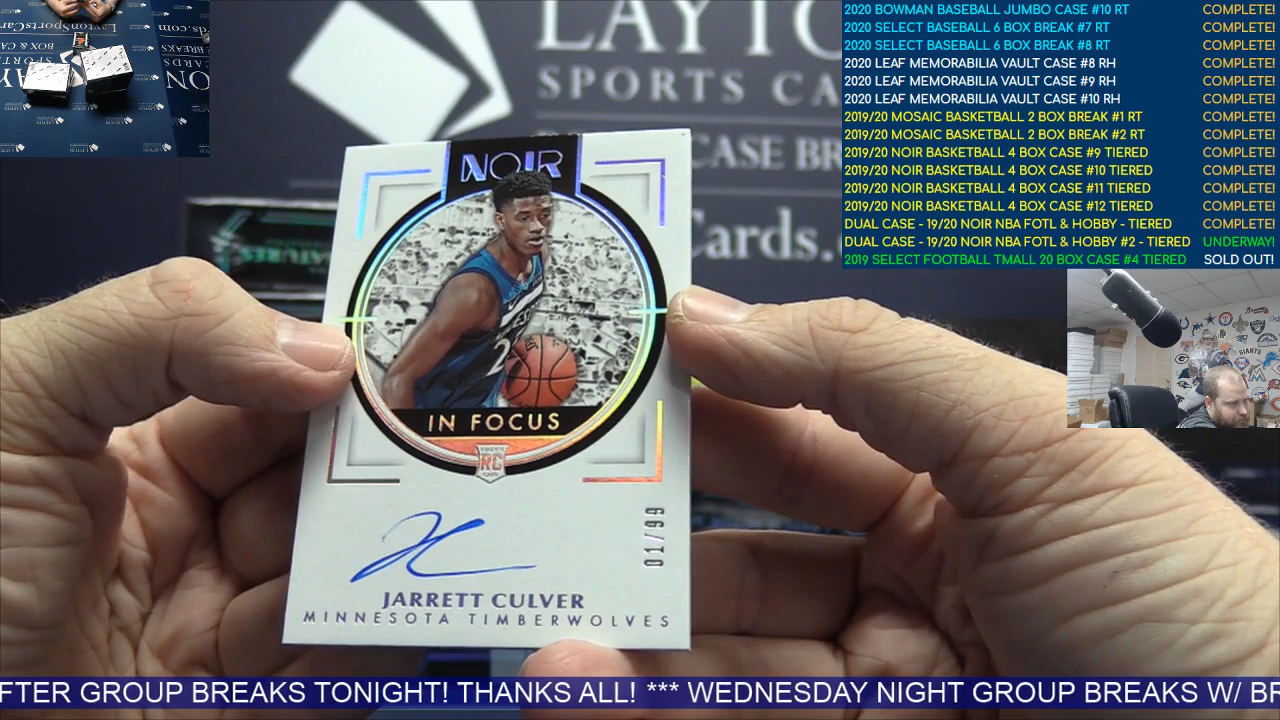 LAYTO
SPORTS CA
CASE BR
Cards.
2020 BOWMAN BASEBALL JUMBO CASE #10 RT COMPLETE!
2020 SELECT BASEBALL 6 BOX BREAK #7 RT COMPLETE!
2020 SELECT BASEBALL 6 BOX BREAK #8 RT COMPLETE!
2020 LEAF MEMORABILIA VAULT CASE #8 RH COMPLETE!
2020 LEAF MEMORABILIA VAULT CASE #9 RH COMPLETE!
2020 LEAF MEMORABILIA VAULT CASE #10 RH COMPLETE!
2019/20 MOSAIC BASKETBALL 2 BOX BREAK #1 RT COMPLETE!
2019/20 MOSAIC BASKETBALL 2 BOX BREAK #2 RT COMPLETE!
2019/20 NOIR BASKETBALL 4 BOX CASE #9 TIERED COMPLETE!
2019/20 NOIR BASKETBALL 4 BOX CASE #10 TIERED COMPLETE!
2019/20 NOIR BASKETBALL 4 BOX CASE #11 TIERED COMPLETE!
2019/20 NOIR BASKETBALL 4 BOX CASE #12 TIERED COMPLETE!
DUAL CASE - 19/20 NOIR NBA FOTL & HOBBY - TIERED COMPLETE!
DUAL CASE - 19/20 NOIR NBA FOTL & HOBBY #2 - TIERED UNDERWAY!
2019 SELECT FOOTBALL TMALL 20 BOX CASE #4 TIERED SOLD OUT!
NOIR
2
IN FOCUS
RC
01/99
JARRETT CULVER
MINNESOTA TIMBERWOLVES
GIANTS
FTER GROUP BREAKS TONIGHT! THANKS ALL! *** WEDNESDAY NIGHT GROUP BREAKS W/ BR